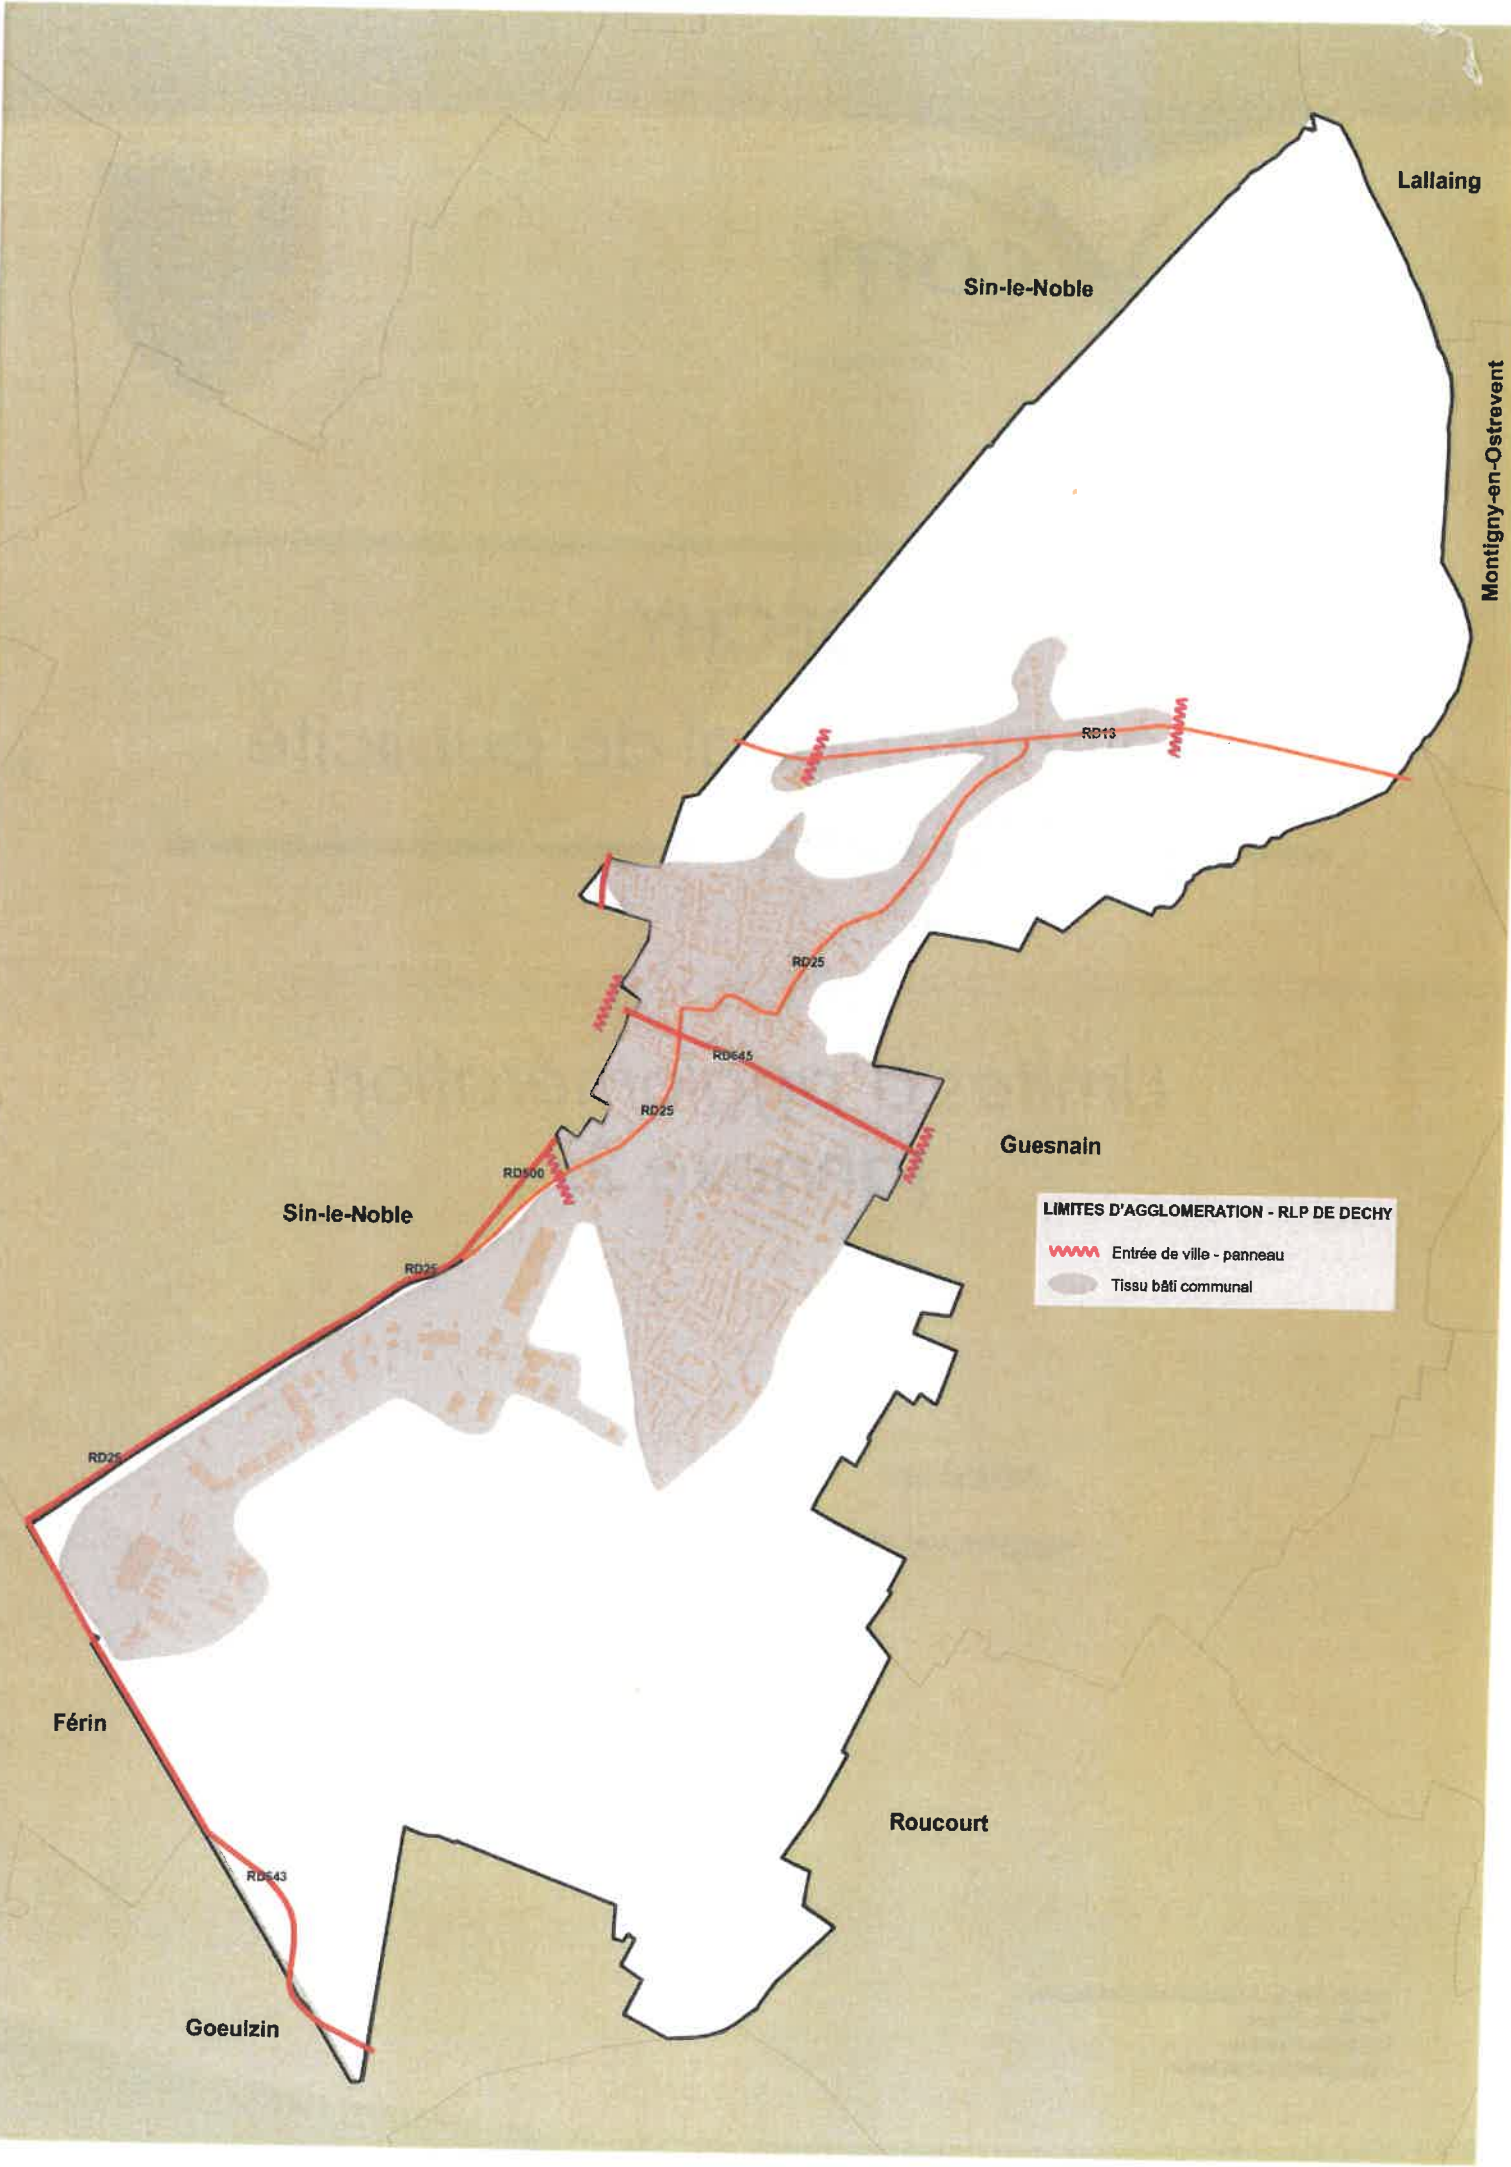 Lallaing
Sin-le-Noble
Montigny-en-Ostrevent
RD13
RD25
RD645
RD25
Guesnain
RD500
LIMITES D'AGGLOMERATION - RLP DE DECHY
Entrée de ville - panneau
Tissu bâti communal
Sin-le-Noble
RD25
RD25
Férin
Roucourt
RD643
Goeulzin